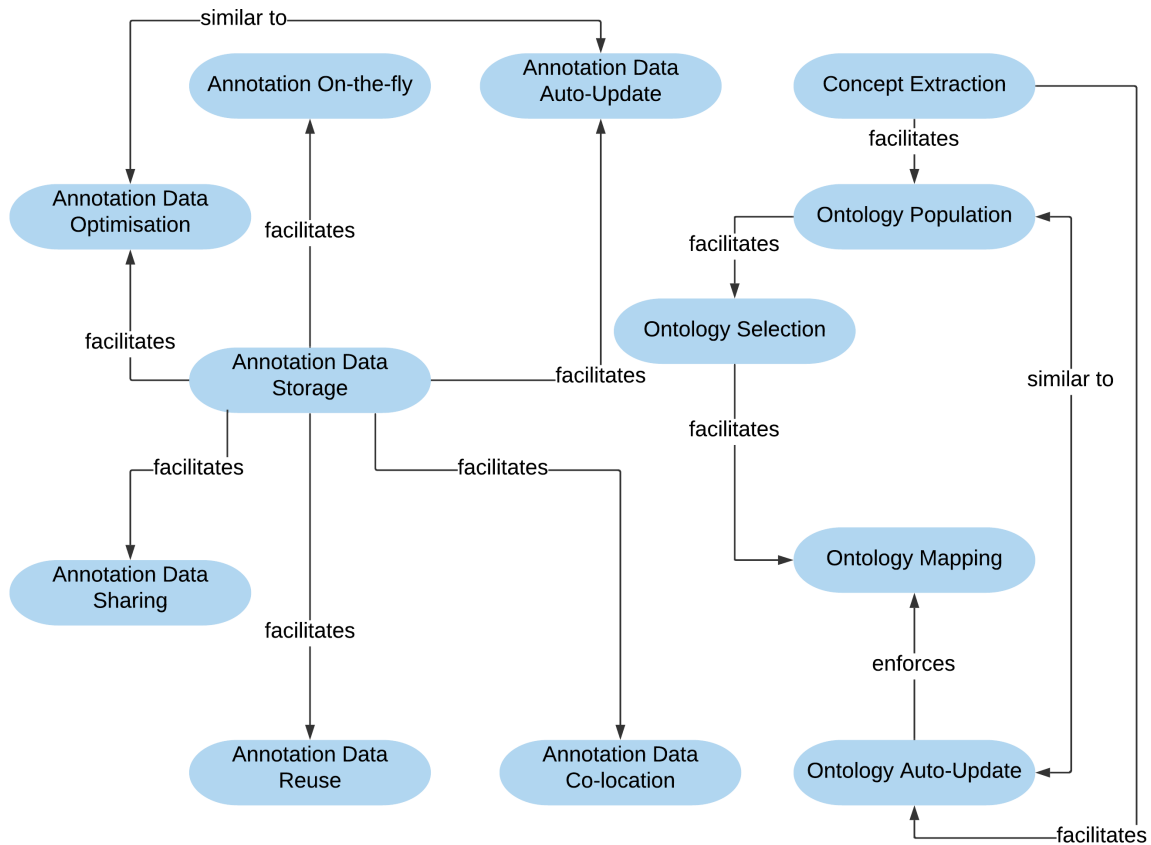 similar to
Annotation On-the-fly
Annotation Data
Auto-Update
Concept Extraction
facilitates
Annotation Data
Optimisation
Ontology Population
facilitates
facilitates
Ontology Selection
facilitates
Annotation Data
Storage
facilitates
similar to
facilitates
facilitates
facilitates
Annotation Data
Sharing
Ontology Mapping
facilitates
enforces
Annotation Data
Reuse
Annotation Data
Co-location
Ontology Auto-Update
facilitates